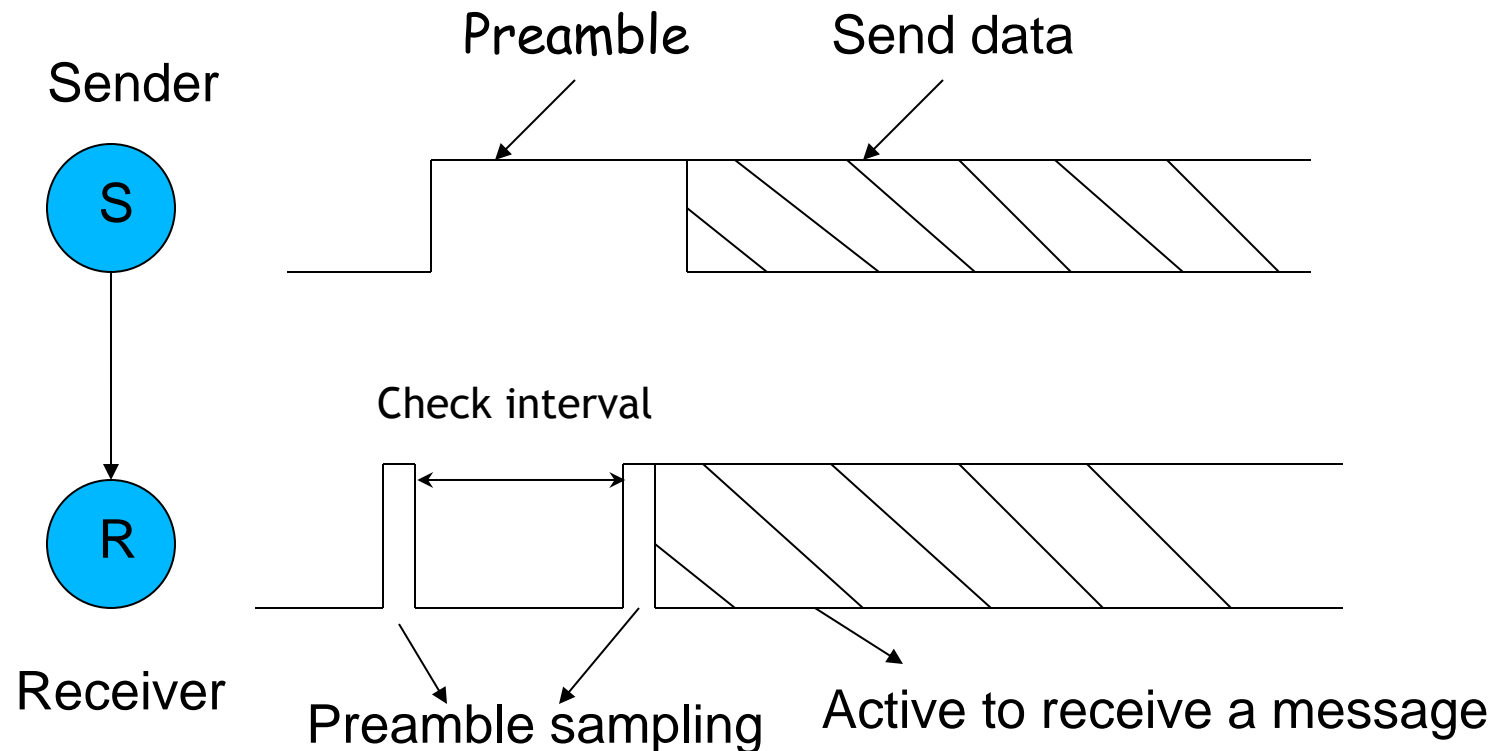 Preamble
Send data
Sender
S
Check interval
R
Receiver
Preamble sampling
Active to receive a message